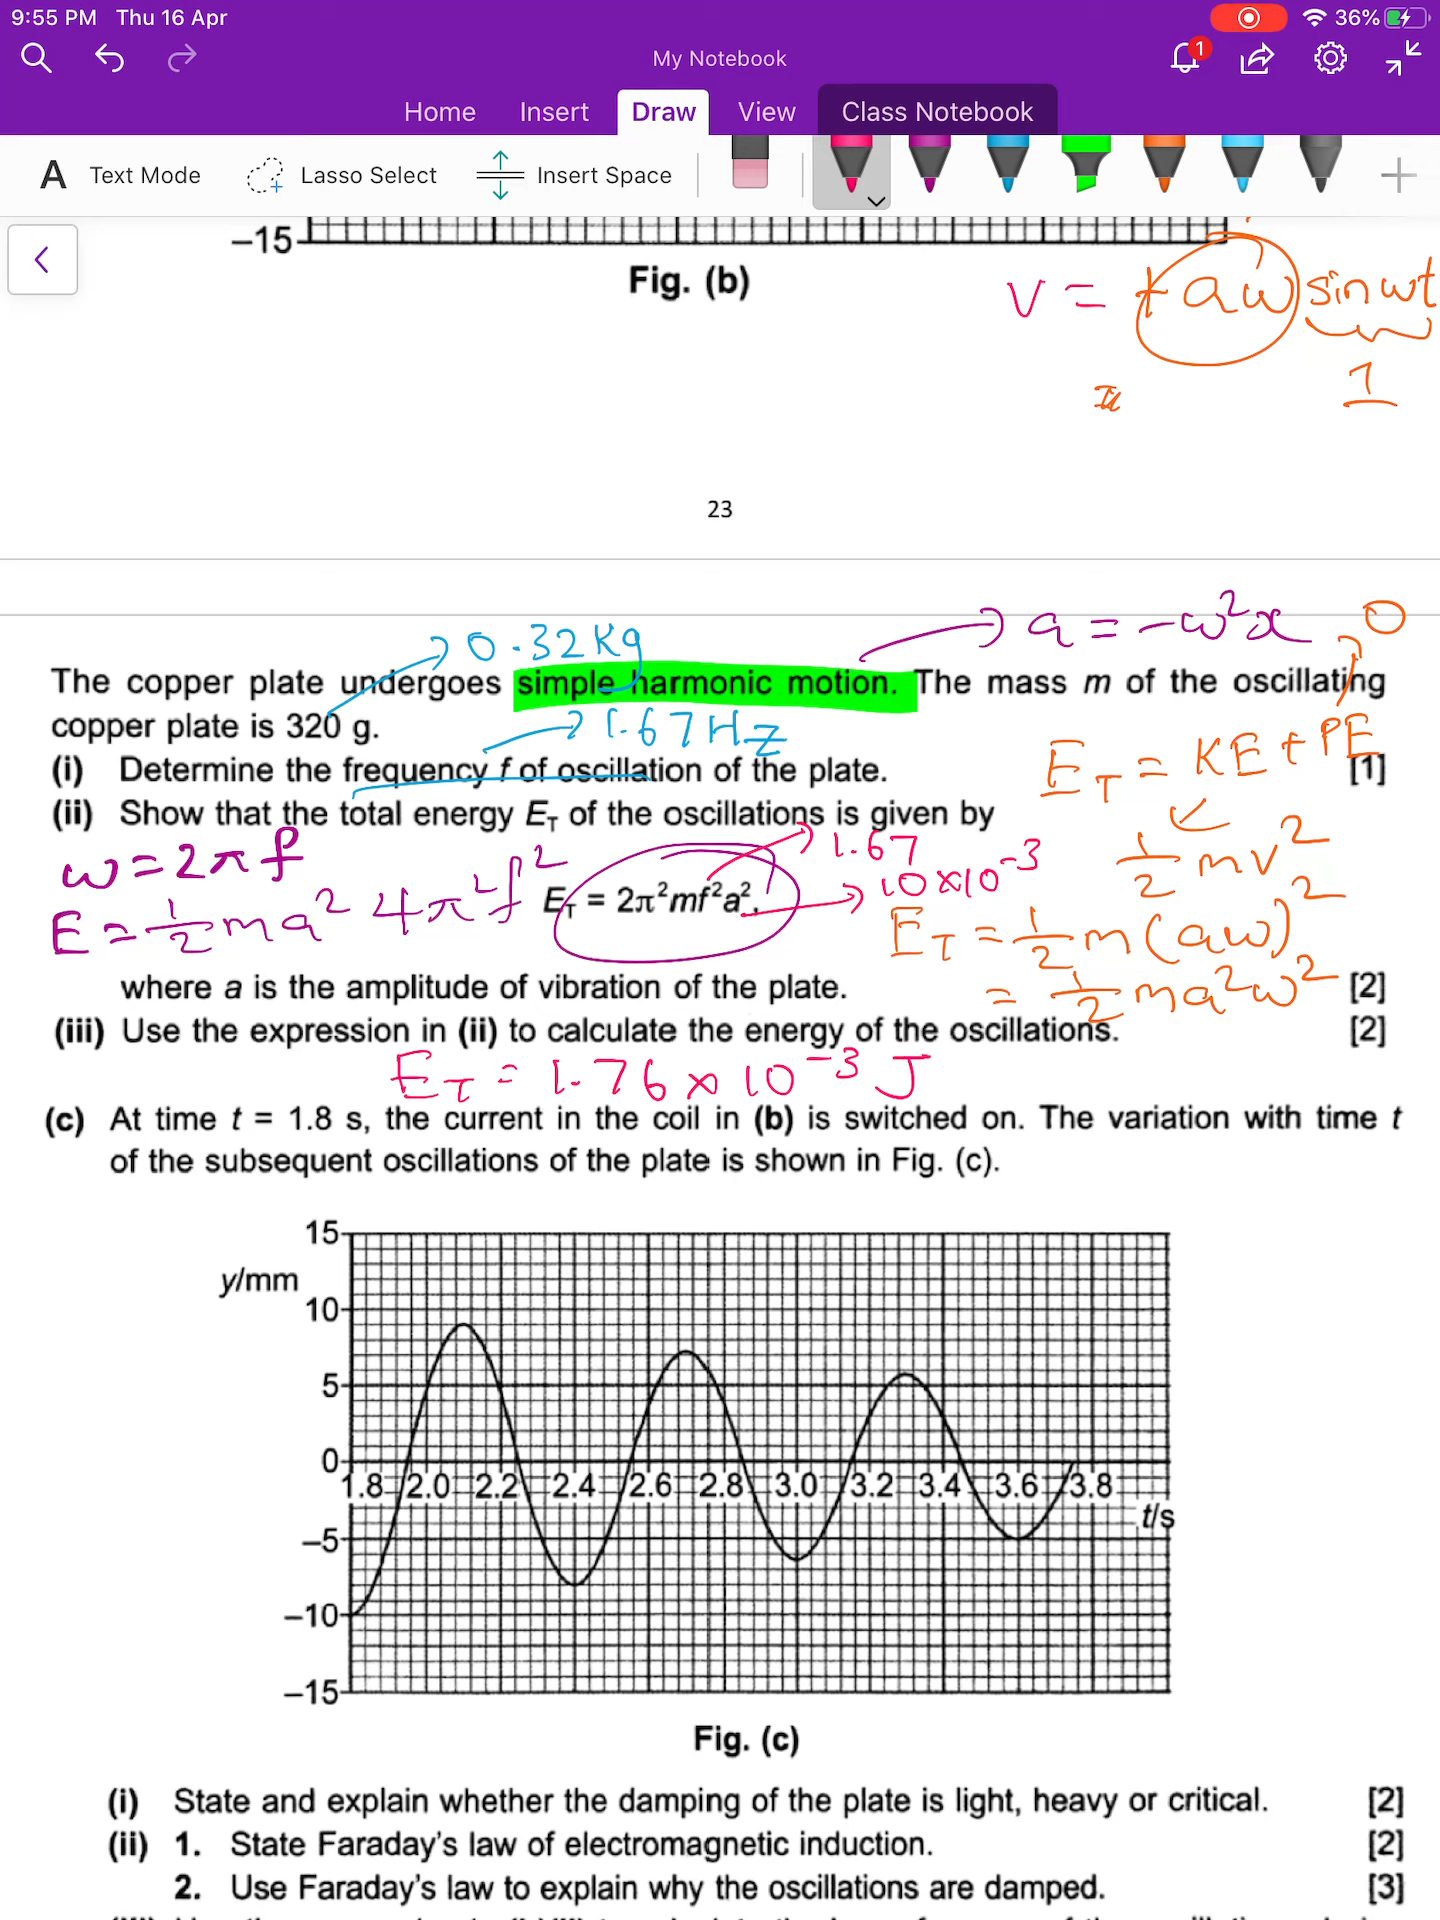 9:55 PM Thu 16 Apr
36%
My Notebook
1
Home Insert Draw View Class Notebook
A Text Mode Lasso Select Insert Space
–15
Fig. (b)
v = + aω sin ωt
1
23
a = -ω²x
0
0.32 Kg
The copper plate undergoes simple harmonic motion. The mass m of the oscillating
copper plate is 320 g.
1.67 Hz
E_T = KE + PE
(i) Determine the frequency f of oscillation of the plate. [1]
(ii) Show that the total energy E_T of the oscillations is given by
ω = 2πf
1.67
½mv²
E = ½ma² 4π²f²
E_T = 2π²mf²a²,
10×10⁻³
E_T = ½m(aω)²
where a is the amplitude of vibration of the plate. [2]
= ½ma²ω²
(iii) Use the expression in (ii) to calculate the energy of the oscillations. [2]
E_T = 1.76 × 10⁻³ J
(c) At time t = 1.8 s, the current in the coil in (b) is switched on. The variation with time t
of the subsequent oscillations of the plate is shown in Fig. (c).
15
y/mm
10
5
0
1.8 2.0 2.2 2.4 2.6 2.8 3.0 3.2 3.4 3.6 3.8
t/s
–5
–10
–15
Fig. (c)
(i) State and explain whether the damping of the plate is light, heavy or critical. [2]
(ii) 1. State Faraday's law of electromagnetic induction. [2]
2. Use Faraday's law to explain why the oscillations are damped. [3]